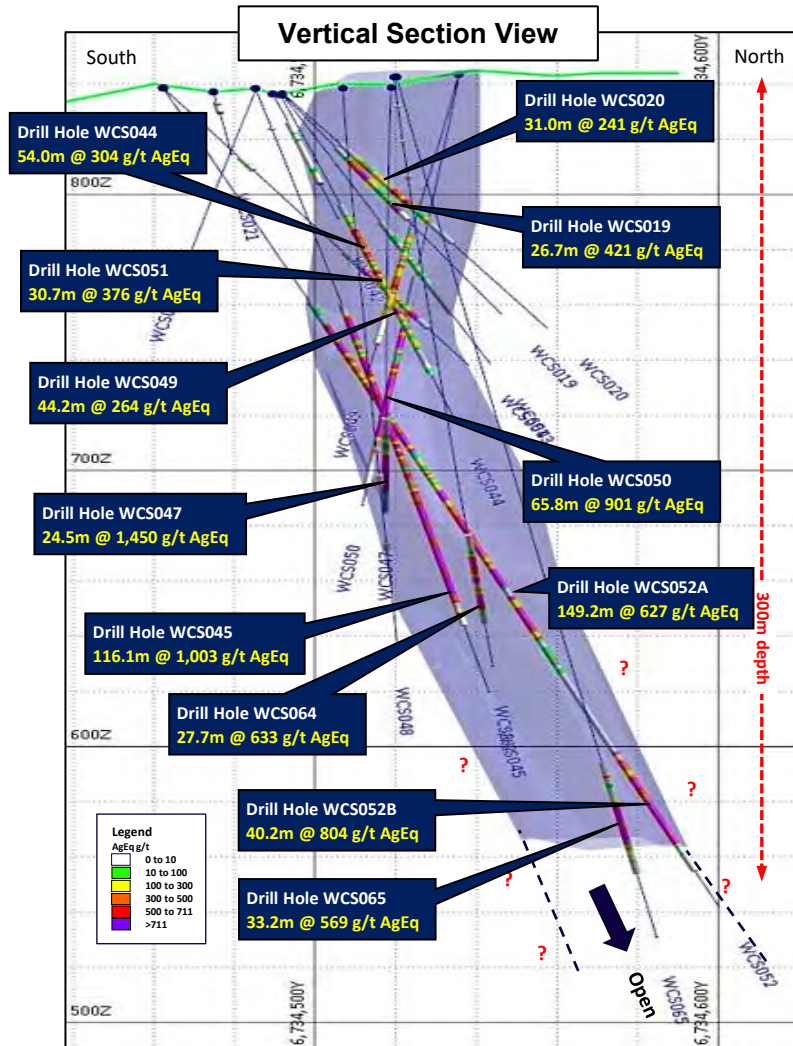 Vertical Section View
South
North
6,734,
6,734,600Y
Drill Hole WCS020
31.0m @ 241 g/t AgEq
Drill Hole WCS044
54.0m @ 304 g/t AgEq
800Z
WCS021
Drill Hole WCS019
26.7m @ 421 g/t AgEq
Drill Hole WCS051
30.7m @ 376 g/t AgEq
WCS019
WCS020
Drill Hole WCS049
44.2m @ 264 g/t AgEq
700Z
WCS044
Drill Hole WCS050
65.8m @ 901 g/t AgEq
Drill Hole WCS047
24.5m @ 1,450 g/t AgEq
WCS050
WCS047
Drill Hole WCS052A
149.2m @ 627 g/t AgEq
300m depth
Drill Hole WCS045
116.1m @ 1,003 g/t AgEq
?
Drill Hole WCS064
27.7m @ 633 g/t AgEq
WCS048
600Z
?
?
Drill Hole WCS052B
40.2m @ 804 g/t AgEq
Legend
AgEq g/t
0 to 10
10 to 100
100 to 300
300 to 500
500 to 711
>711
?
?
Drill Hole WCS065
33.2m @ 569 g/t AgEq
?
WCS052
Open
WCS065
500Z
6,734,500Y
6,734,600Y